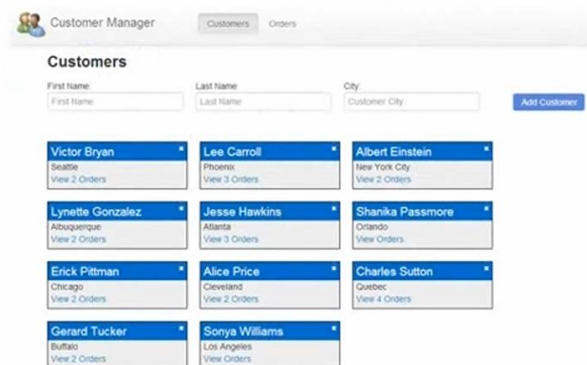 Customer Manager Customers Orders
Customers
First Name: Last Name: City:
First Name Last Name Customer City Add Customer
Victor Bryan Lee Carroll Albert Einstein
Seattle Phoenix New York City
View 2 Orders View 3 Orders View 2 Orders
Lynette Gonzalez Jesse Hawkins Shanika Passmore
Albuquerque Atlanta Orlando
View 2 Orders View 3 Orders View Orders
Erick Pittman Alice Price Charles Sutton
Chicago Cleveland Quebec
View 2 Orders View 2 Orders View 4 Orders
Gerard Tucker Sonya Williams
Buffalo Los Angeles
View 2 Orders View Orders